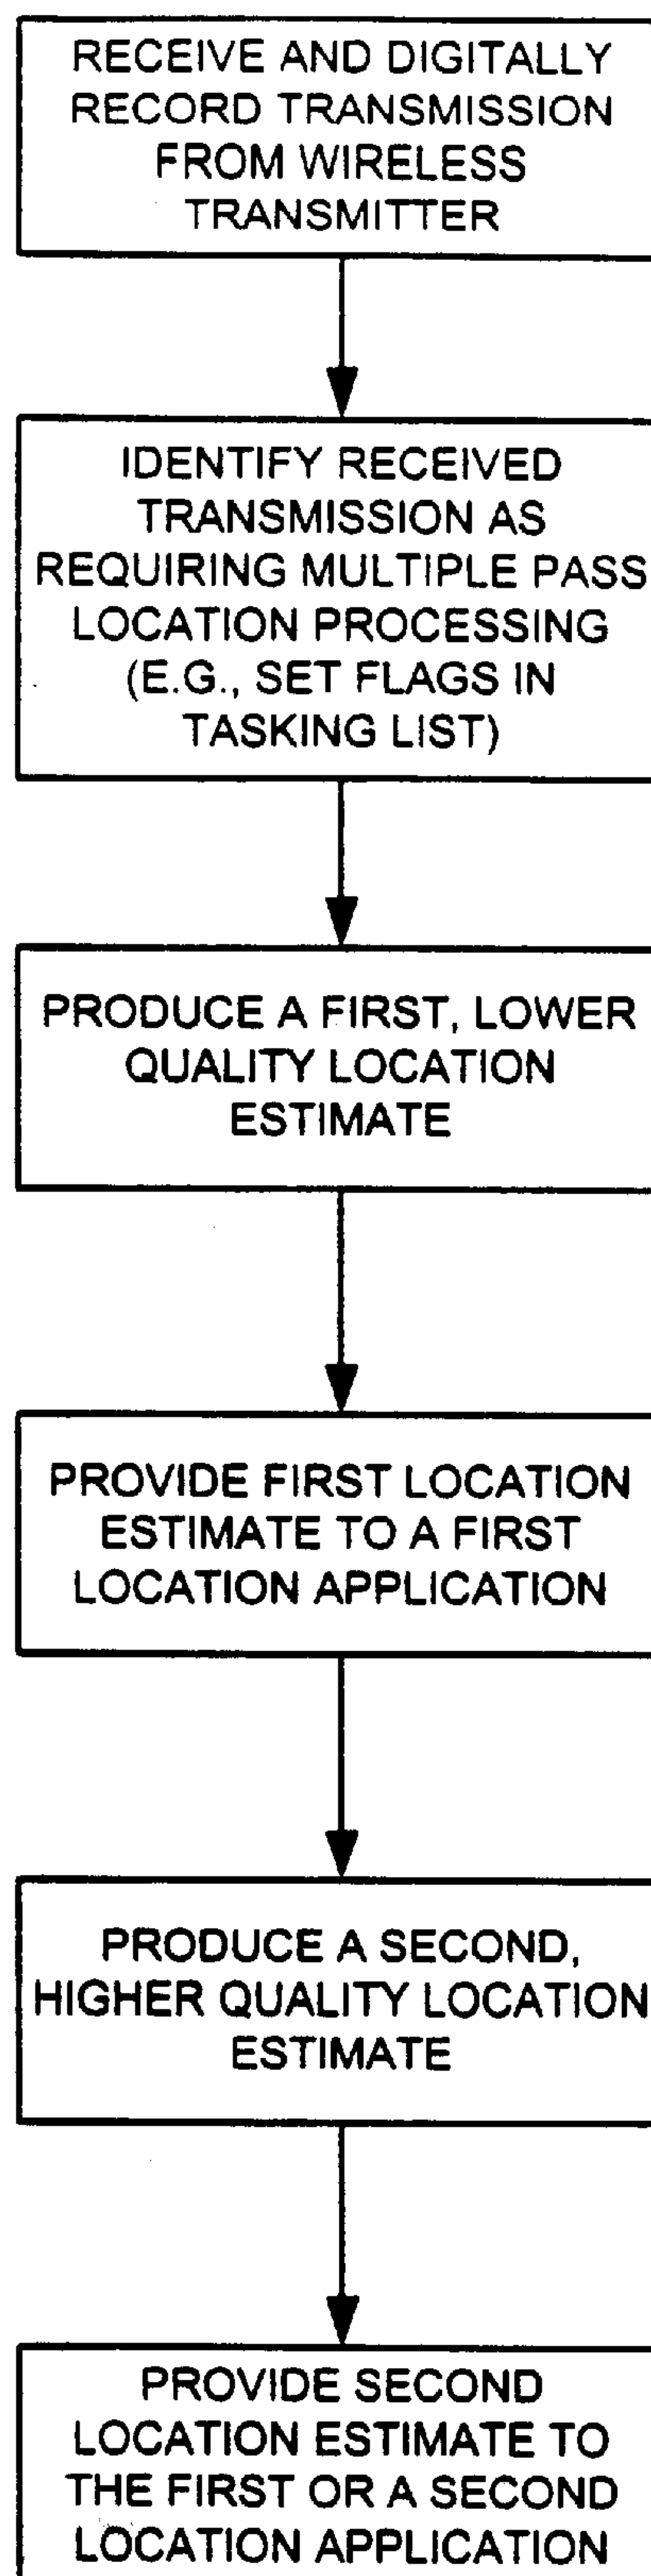 RECEIVE AND DIGITALLY
RECORD TRANSMISSION
FROM WIRELESS
TRANSMITTER
IDENTIFY RECEIVED
TRANSMISSION AS
REQUIRING MULTIPLE PASS
LOCATION PROCESSING
(E.G., SET FLAGS IN
TASKING LIST)
PRODUCE A FIRST, LOWER
QUALITY LOCATION
ESTIMATE
PROVIDE FIRST LOCATION
ESTIMATE TO A FIRST
LOCATION APPLICATION
PRODUCE A SECOND,
HIGHER QUALITY LOCATION
ESTIMATE
PROVIDE SECOND
LOCATION ESTIMATE TO
THE FIRST OR A SECOND
LOCATION APPLICATION